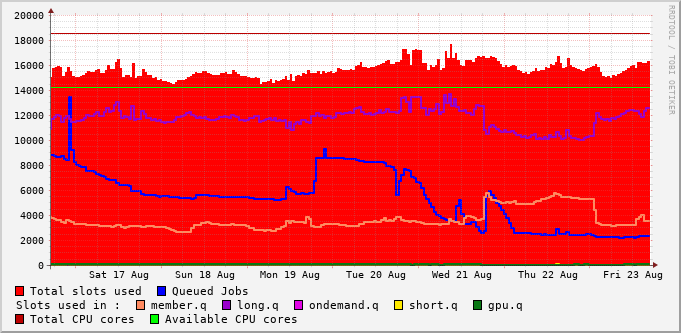 RRDTOOL / TOBI OETIKER
20000
18000
16000
14000
12000
10000
8000
6000
4000
2000
0
Sat 17 Aug Sun 18 Aug Mon 19 Aug Tue 20 Aug Wed 21 Aug Thu 22 Aug Fri 23 Aug
Total slots used Queued Jobs
Slots used in : member.q long.q ondemand.q short.q gpu.q
Total CPU cores Available CPU cores